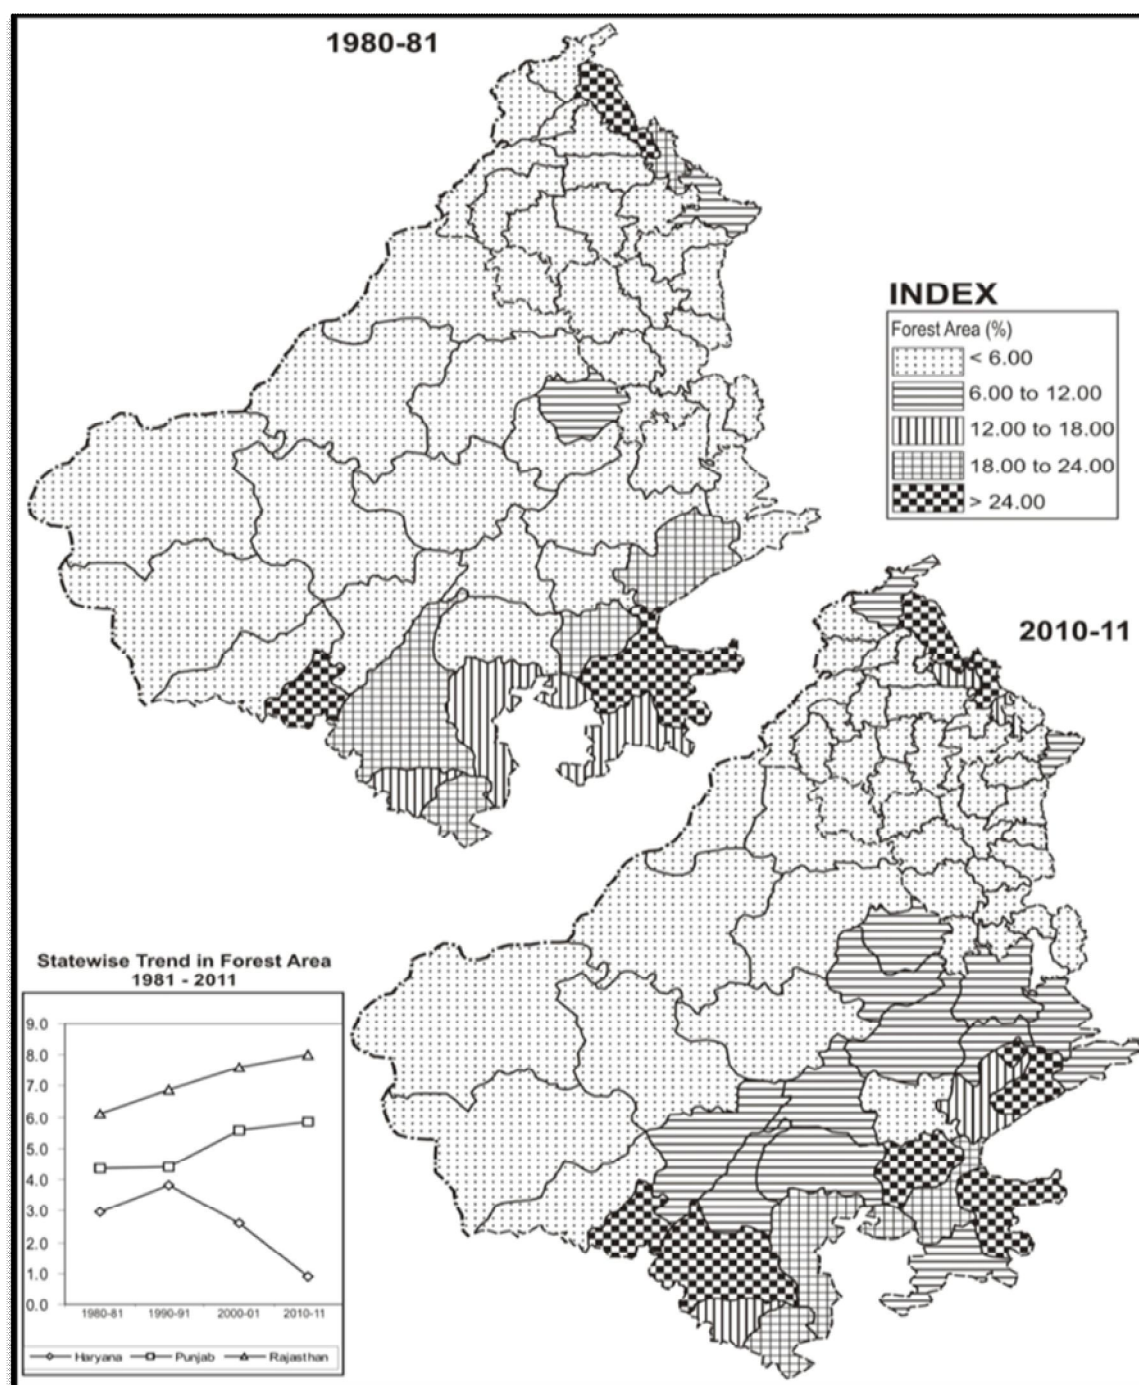 1980-81
INDEX
Forest Area (%)
< 6.00
6.00 to 12.00
12.00 to 18.00
18.00 to 24.00
> 24.00
2010-11
Statewise Trend in Forest Area
1981 - 2011
9.0
8.0
7.0
6.0
5.0
4.0
3.0
2.0
1.0
0.0
1980-81 1990-91 2000-01 2010-11
Haryana Punjab Rajasthan